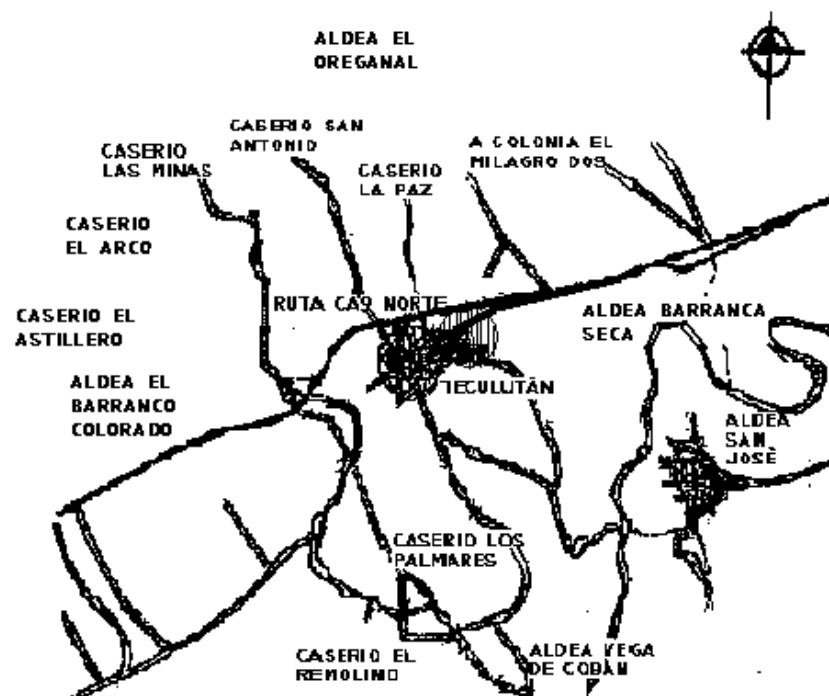 ALDEA EL
OREGANAL
CASERIO SAN
ANTONIO
CASERIO
LAS MINAS
CASERIO
LA PAZ
A COLONIA EL
MILAGRO DOS
CASERIO
EL ARCO
RUTA CA9 NORTE
ALDEA BARRANCA
SECA
CASERIO EL
ASTILLERO
ALDEA EL
BARRANCO
COLORADO
TECULUTÁN
ALDEA
SAN
JOSÈ
CASERIO LOS
PALMARES
CASERIO EL
REMOLINO
ALDEA VEGA
DE COBÁN